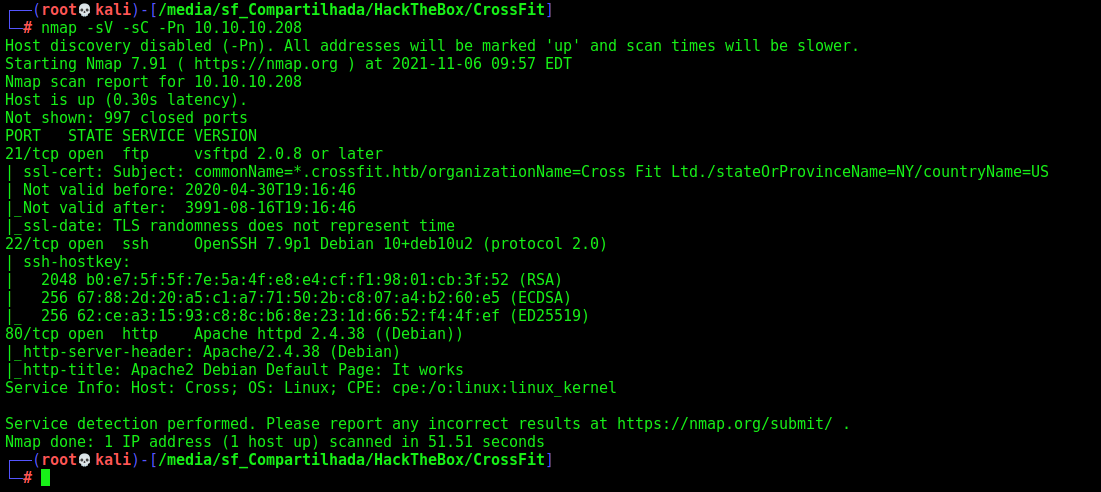 ┌──(root💀kali)-[/media/sf_Compartilhada/HackTheBox/CrossFit]
└─# nmap -sV -sC -Pn 10.10.10.208
Host discovery disabled (-Pn). All addresses will be marked 'up' and scan times will be slower.
Starting Nmap 7.91 ( https://nmap.org ) at 2021-11-06 09:57 EDT
Nmap scan report for 10.10.10.208
Host is up (0.30s latency).
Not shown: 997 closed ports
PORT   STATE SERVICE VERSION
21/tcp open  ftp     vsftpd 2.0.8 or later
| ssl-cert: Subject: commonName=*.crossfit.htb/organizationName=Cross Fit Ltd./stateOrProvinceName=NY/countryName=US
| Not valid before: 2020-04-30T19:16:46
|_Not valid after:  3991-08-16T19:16:46
|_ssl-date: TLS randomness does not represent time
22/tcp open  ssh     OpenSSH 7.9p1 Debian 10+deb10u2 (protocol 2.0)
| ssh-hostkey:
|   2048 b0:e7:5f:5f:7e:5a:4f:e8:e4:cf:f1:98:01:cb:3f:52 (RSA)
|   256 67:88:2d:20:a5:c1:a7:71:50:2b:c8:07:a4:b2:60:e5 (ECDSA)
|_  256 62:ce:a3:15:93:c8:8c:b6:8e:23:1d:66:52:f4:4f:ef (ED25519)
80/tcp open  http    Apache httpd 2.4.38 ((Debian))
|_http-server-header: Apache/2.4.38 (Debian)
|_http-title: Apache2 Debian Default Page: It works
Service Info: Host: Cross; OS: Linux; CPE: cpe:/o:linux:linux_kernel

Service detection performed. Please report any incorrect results at https://nmap.org/submit/ .
Nmap done: 1 IP address (1 host up) scanned in 51.51 seconds
┌──(root💀kali)-[/media/sf_Compartilhada/HackTheBox/CrossFit]
└─#